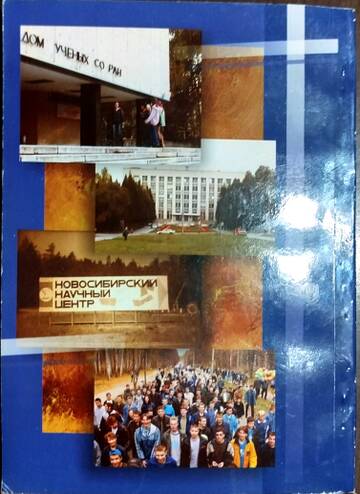 ДОМ УЧЕНЫХ СО РАН
НОВОСИБИРСКИЙ
НАУЧНЫЙ
ЦЕНТР